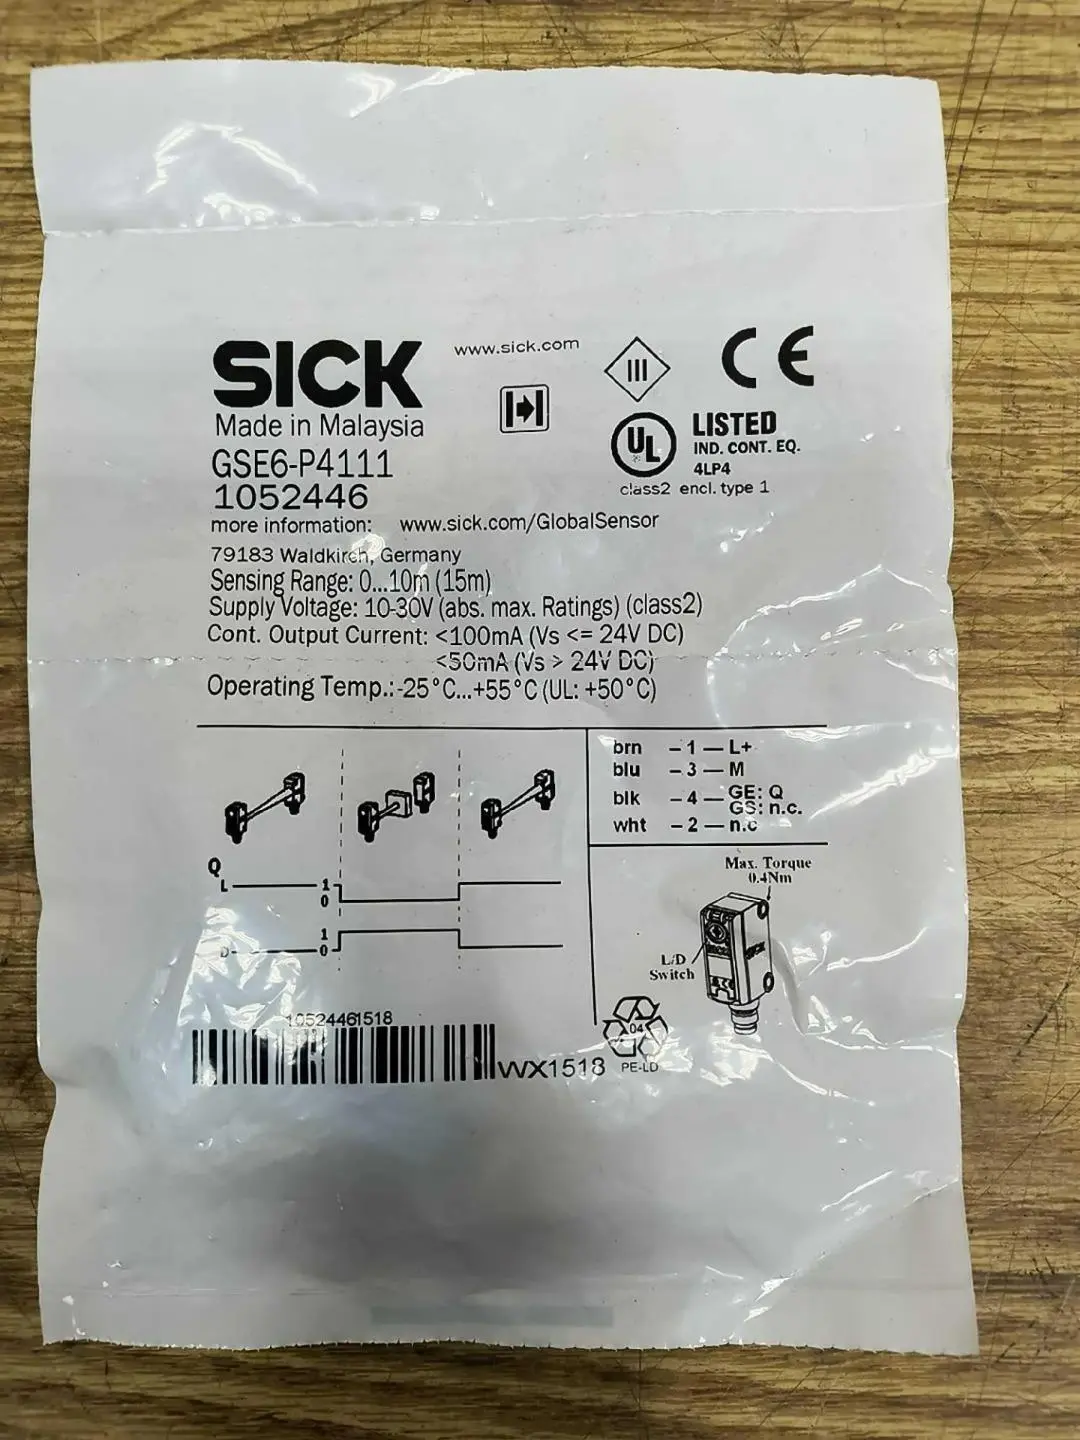 SICK
www.sick.com
III
CE
Made in Malaysia
GSE6-P4111
1052446
UL
LISTED
IND. CONT. EQ.
4LP4
class2 encl. type 1
more information: www.sick.com/GlobalSensor
79183 Waldkirch, Germany
Sensing Range: 0...10m (15m)
Supply Voltage: 10-30V (abs. max. Ratings) (class2)
Cont. Output Current: <100mA (Vs <= 24V DC)
<50mA (Vs > 24V DC)
Operating Temp.:-25°C...+55°C (UL: +50°C)
brn - 1 — L+
blu - 3 — M
blk - 4 — GE: Q
GS: n.c.
wht - 2 — n.c
Q
L
1
0
1
D
0
Max. Torque
0.4Nm
L/D
Switch
SICK
10524461518
WX1518
04
PE-LD